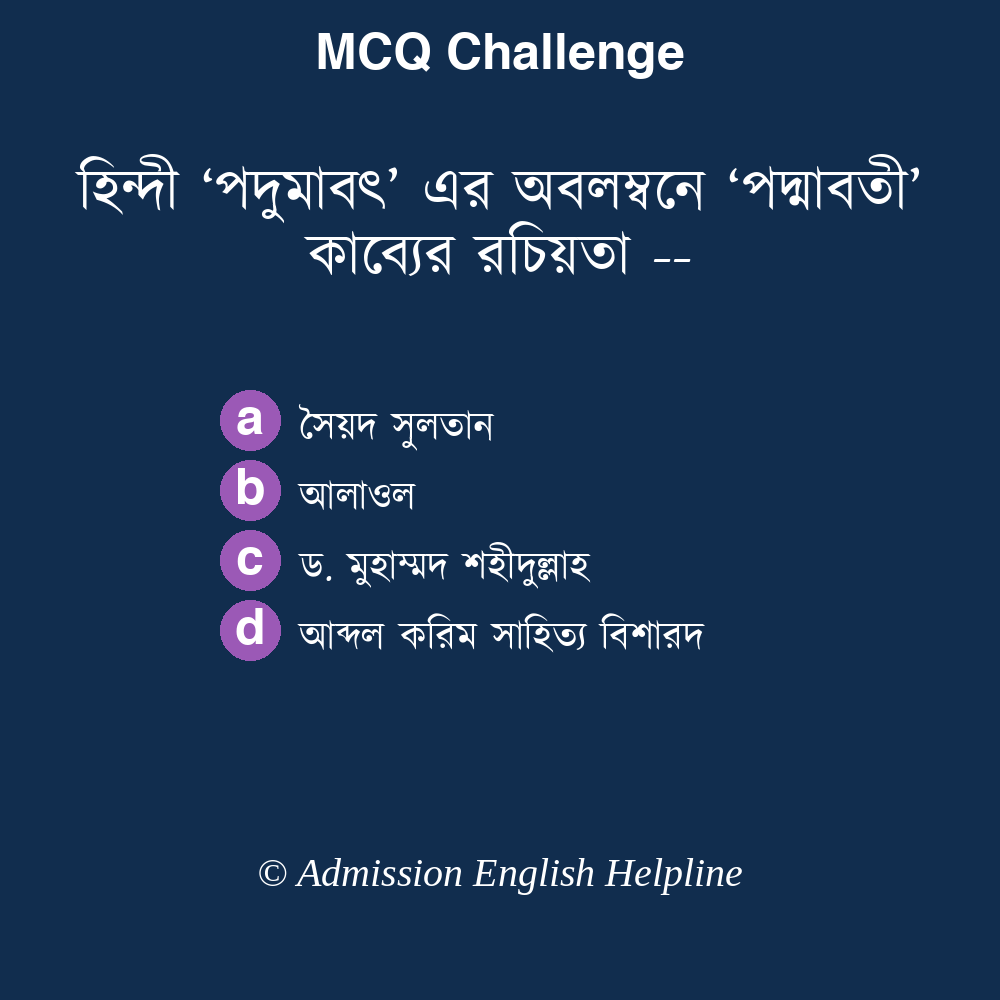 MCQ Challenge
হিন্দী ‘পদুমাবৎ’ এর অবলম্বনে ‘পদ্মাবতী’
কাব্যের রচিয়তা --
a সৈয়দ সুলতান
b আলাওল
c ড. মুহাম্মদ শহীদুল্লাহ
d আব্দল করিম সাহিত্য বিশারদ
© Admission English Helpline